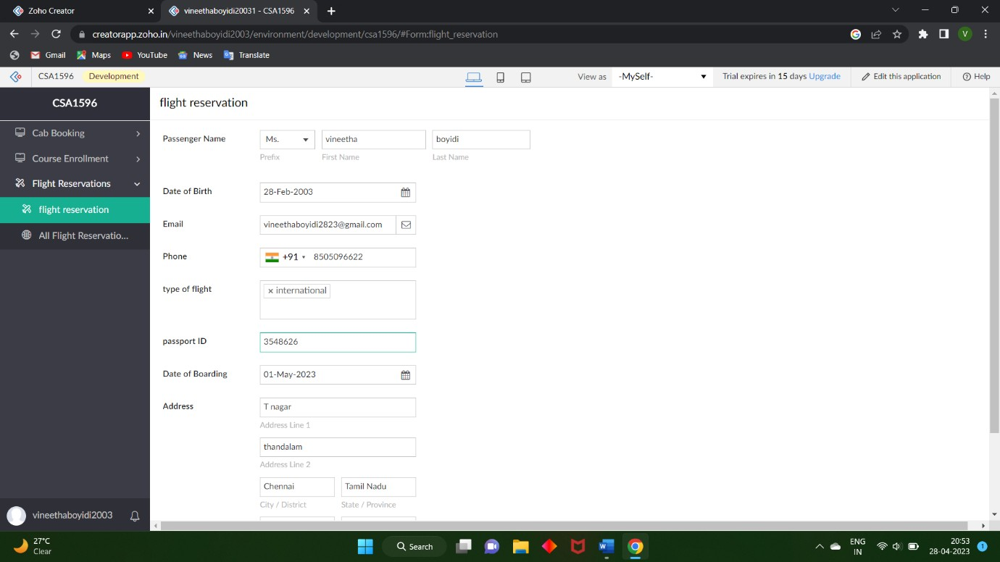 Zoho Creator
vineethaboyidi20031 - CSA1596
creatorapp.zoho.in/vineethaboyidi2003/environment/development/csa1596/#Form:flight_reservation
V
Gmail Maps YouTube News Translate
CSA1596 Development View as -MySelf- Trial expires in 15 days Upgrade Edit this application Help
CSA1596
Cab Booking
Course Enrollment
Flight Reservations
flight reservation
All Flight Reservatio...
vineethaboyidi2003
flight reservation
Passenger Name Ms. vineetha boyidi
Prefix First Name Last Name
Date of Birth 28-Feb-2003
Email vineethaboyidi2823@gmail.com
Phone +91 8505096622
type of flight × international
passport ID 3548626
Date of Boarding 01-May-2023
Address T nagar
Address Line 1
thandalam
Address Line 2
Chennai Tamil Nadu
City / District State / Province
27°C
Clear
Search
ENG
IN
20:53
28-04-2023
1